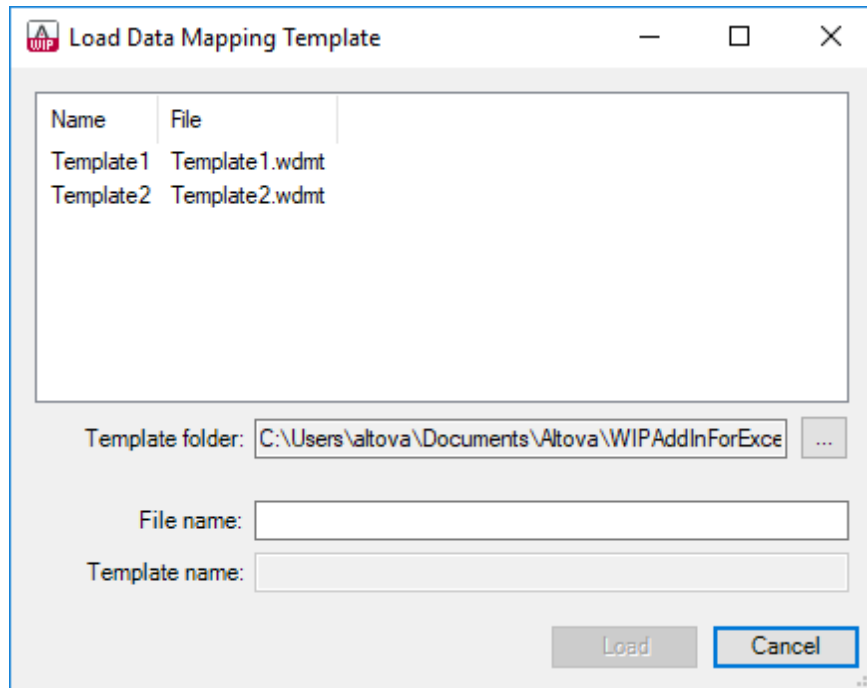 A
WIP
Load Data Mapping Template
Name File
Template1 Template1.wdmt
Template2 Template2.wdmt
Template folder: C:\Users\altova\Documents\Altova\WIPAddInForExce
...
File name:
Template name:
Load Cancel